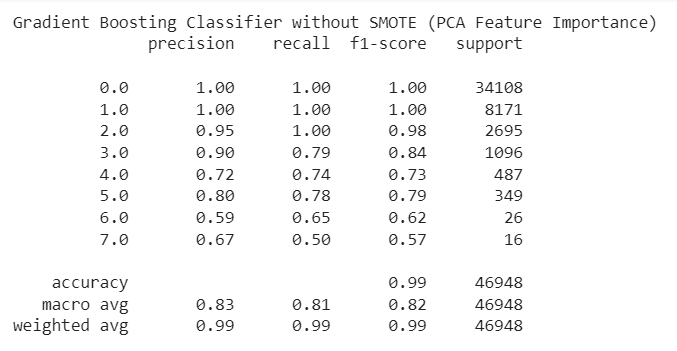 Gradient Boosting Classifier without SMOTE (PCA Feature Importance)
precision recall f1-score support
0.0 1.00 1.00 1.00 34108
1.0 1.00 1.00 1.00 8171
2.0 0.95 1.00 0.98 2695
3.0 0.90 0.79 0.84 1096
4.0 0.72 0.74 0.73 487
5.0 0.80 0.78 0.79 349
6.0 0.59 0.65 0.62 26
7.0 0.67 0.50 0.57 16
accuracy 0.99 46948
macro avg 0.83 0.81 0.82 46948
weighted avg 0.99 0.99 0.99 46948